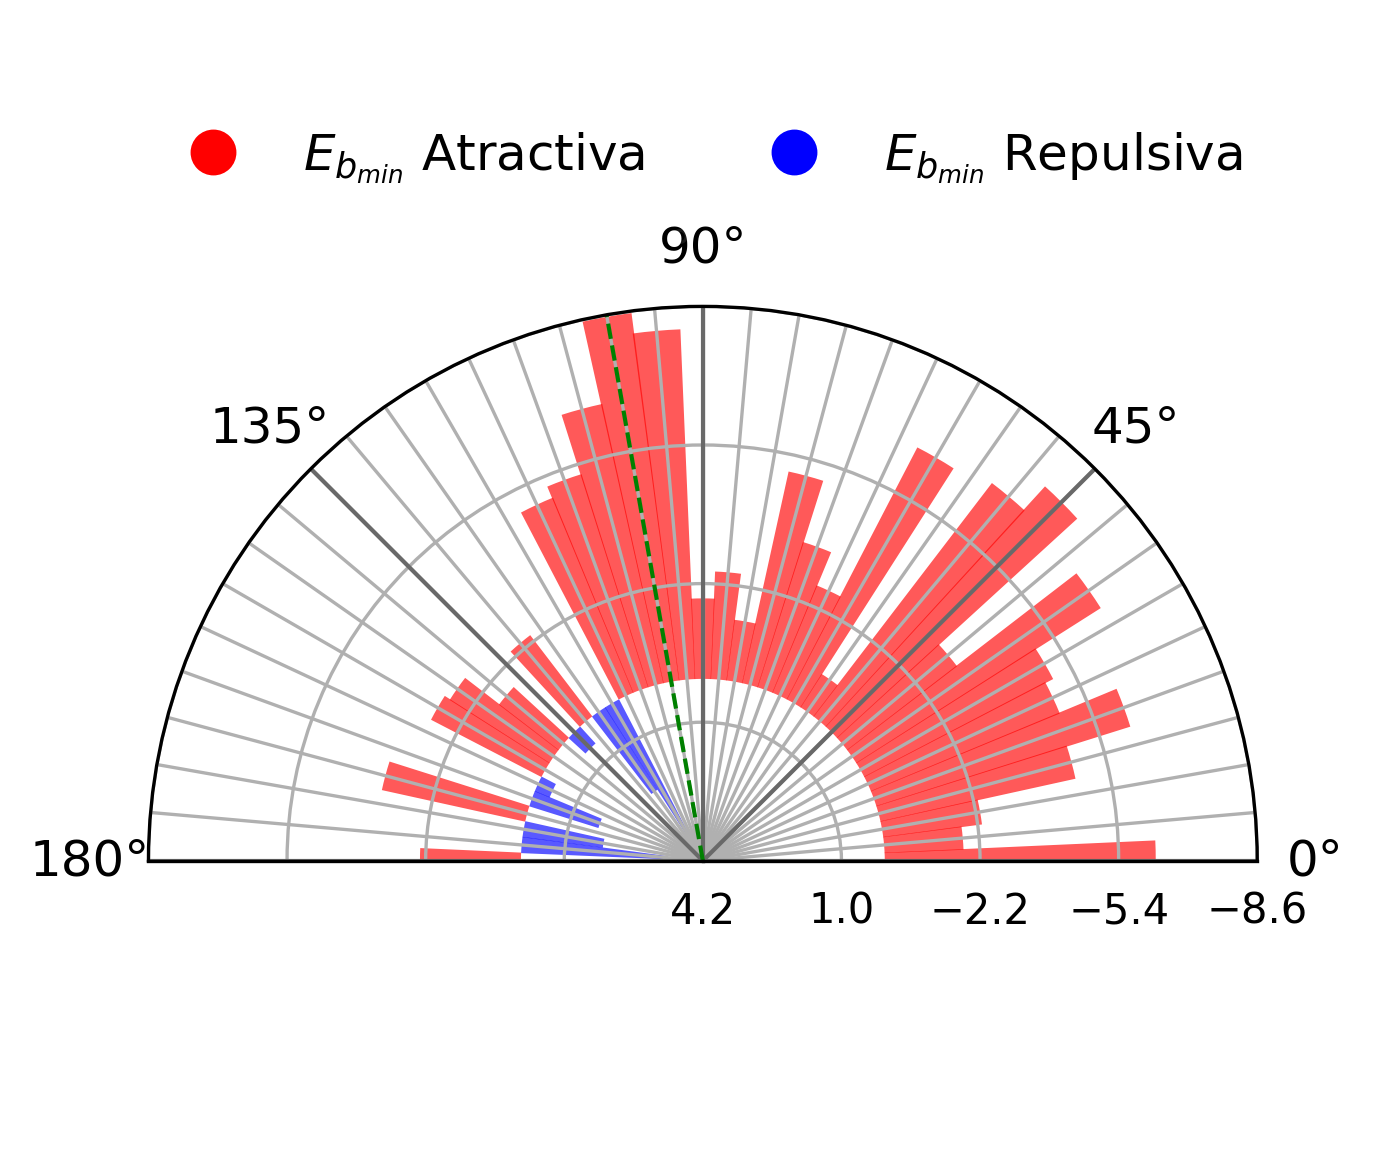 E_{b_{min}} Atractiva E_{b_{min}} Repulsiva
90°
135° 45°
180° 0°
4.2 1.0 −2.2 −5.4 −8.6